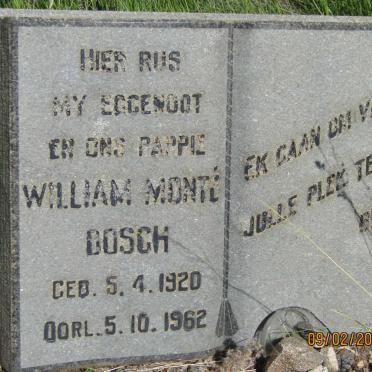 HIER RUS
MY EGGENOOT
EN ONS PAPPIE
WILLIAM MONTÉ
BOSCH
GEB. 5. 4. 1920
OORL. 5. 10. 1962
EK GAAN OM
JULLE PLEK TE
09/02/20